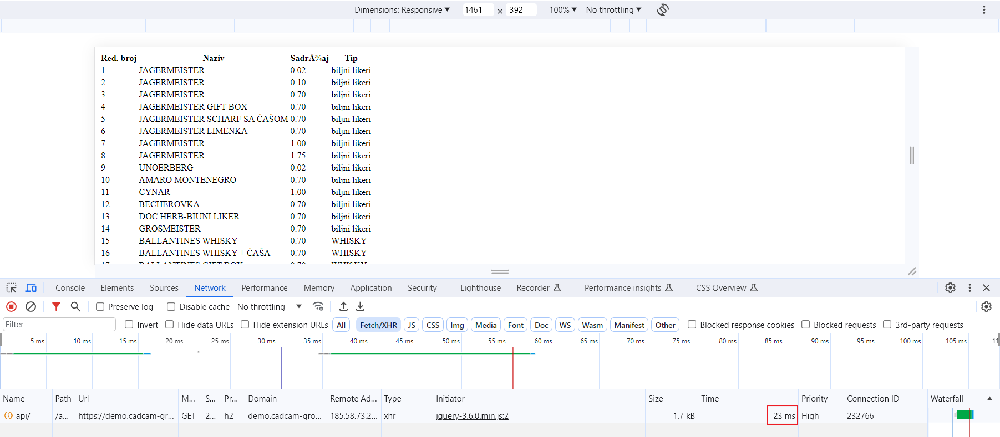 Dimensions: Responsive ▼ 1461 × 392 100% ▼ No throttling ▼
Red. broj Naziv SadrÅ¾aj Tip
1 JAGERMEISTER 0.02 biljni likeri
2 JAGERMEISTER 0.10 biljni likeri
3 JAGERMEISTER 0.70 biljni likeri
4 JAGERMEISTER GIFT BOX 0.70 biljni likeri
5 JAGERMEISTER SCHARF SA ČAŠOM 0.70 biljni likeri
6 JAGERMEISTER LIMENKA 0.70 biljni likeri
7 JAGERMEISTER 1.00 biljni likeri
8 JAGERMEISTER 1.75 biljni likeri
9 UNOERBERG 0.02 biljni likeri
10 AMARO MONTENEGRO 0.70 biljni likeri
11 CYNAR 1.00 biljni likeri
12 BECHEROVKA 0.70 biljni likeri
13 DOC HERB-BIUNI LIKER 0.70 biljni likeri
14 GROSMEISTER 0.70 biljni likeri
15 BALLANTINES WHISKY 0.70 WHISKY
16 BALLANTINES WHISKY + ČAŠA 0.70 WHISKY
17 BALLANTINES GIFT BOX 0.70 WHISKY
Console Elements Sources Network Performance Memory Application Security Lighthouse Recorder Performance insights CSS Overview
Preserve log Disable cache No throttling ▼
Filter Invert Hide data URLs Hide extension URLs All Fetch/XHR JS CSS Img Media Font Doc WS Wasm Manifest Other Blocked response cookies Blocked requests 3rd-party requests
5 ms 10 ms 15 ms 20 ms 25 ms 30 ms 35 ms 40 ms 45 ms 50 ms 55 ms 60 ms 65 ms 70 ms 75 ms 80 ms 85 ms 90 ms 95 ms 100 ms 105 ms 11
Name Path Url M... S... Pr... Domain Remote Ad... Type Initiator Size Time Priority Connection ID Waterfall ▲
api/ /a... https://demo.cadcam-gr... GET 2... h2 demo.cadcam-gro... 185.58.73.2... xhr jquery-3.6.0.min.js:2 1.7 kB 23 ms High 232766